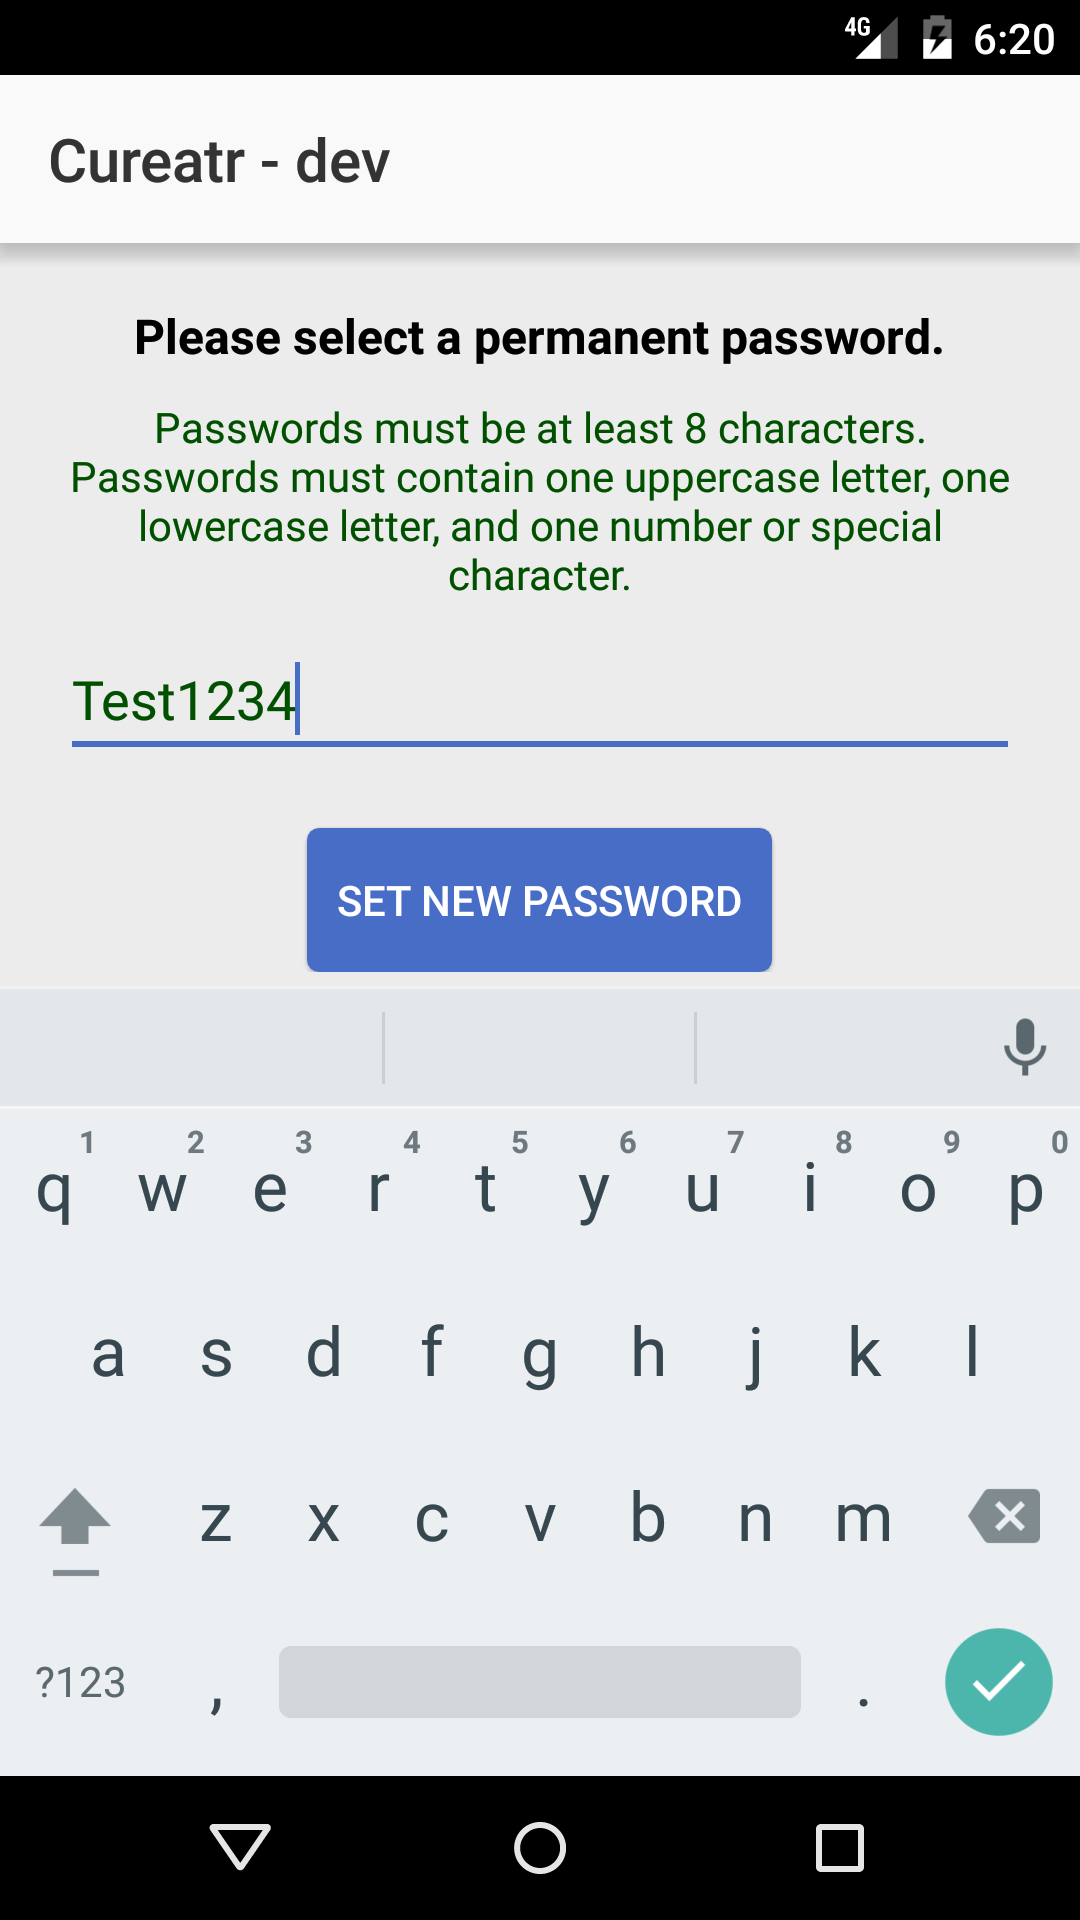 4G 6:20
Cureatr - dev
Please select a permanent password.
Passwords must be at least 8 characters.
Passwords must contain one uppercase letter, one
lowercase letter, and one number or special
character.
Test1234
SET NEW PASSWORD
1 2 3 4 5 6 7 8 9 0
q w e r t y u i o p
a s d f g h j k l
z x c v b n m
?123 , .